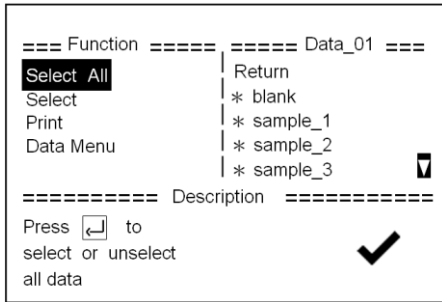 === Function ===== ===== Data_01 ===
Select All
Select
Print
Data Menu
Return
* blank
* sample_1
* sample_2
* sample_3
========== Description ===========
Press ↵ to
select or unselect
all data